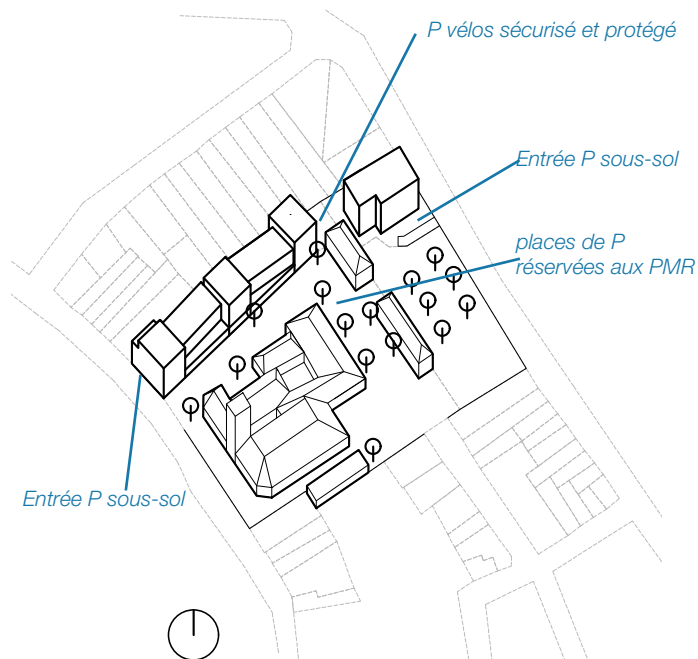 P vélos sécurisé et protégé
Entrée P sous-sol
places de P
réservées aux PMR
Entrée P sous-sol